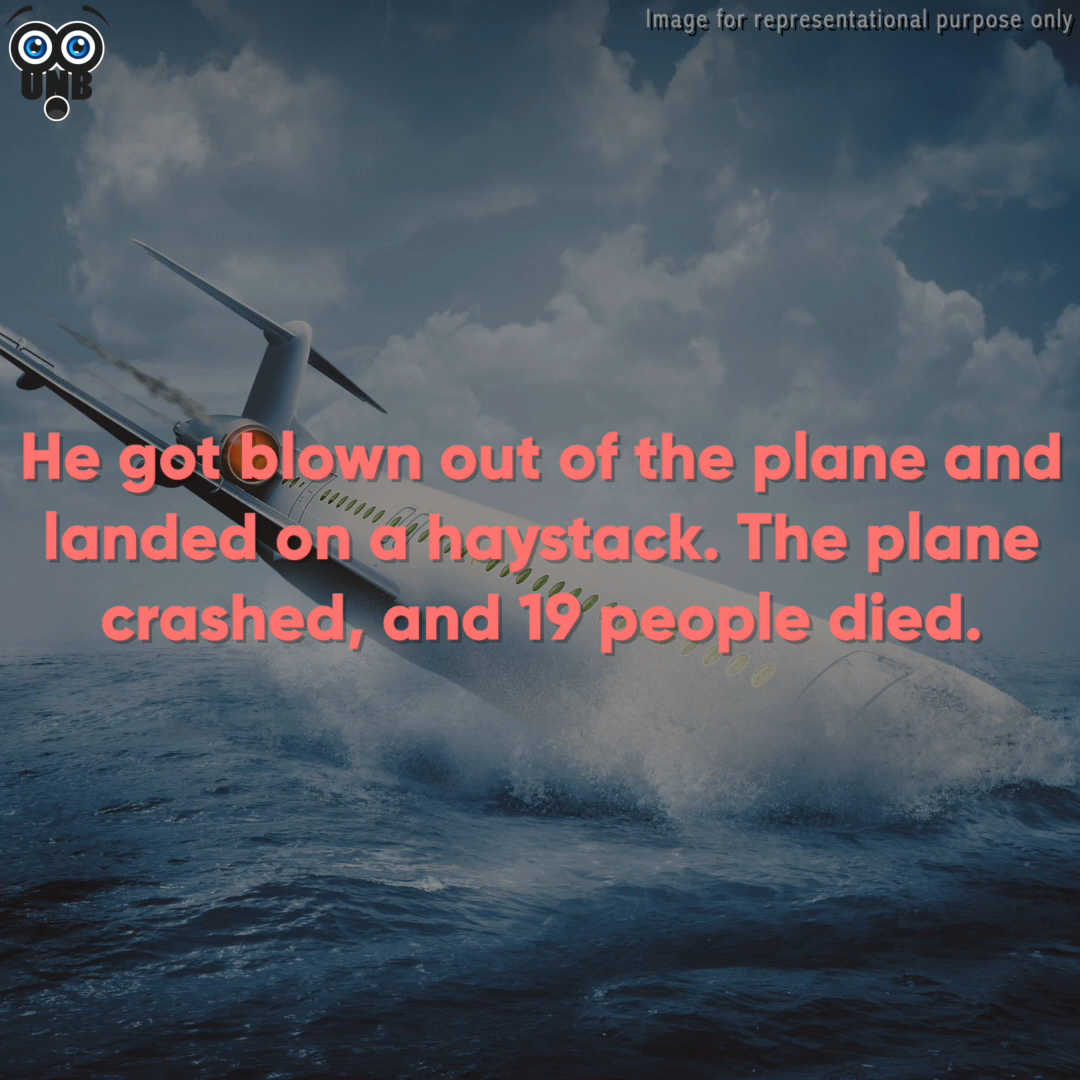 Image for representational purpose only
UNB
He got blown out of the plane and
landed on a haystack. The plane
crashed, and 19 people died.